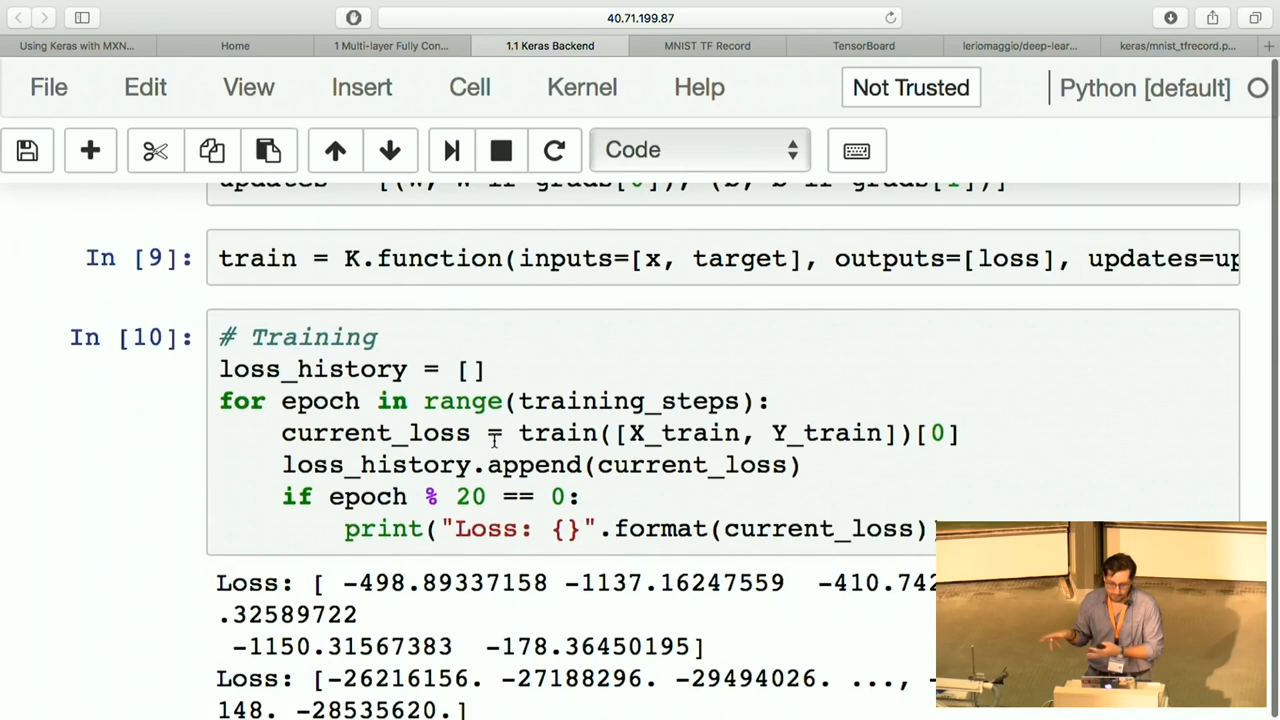 40.71.199.87
Using Keras with MXN...
Home
1 Multi-layer Fully Con...
1.1 Keras Backend
MNIST TF Record
TensorBoard
leriomaggio/deep-lear...
keras/mnist_tfrecord.p...
File Edit View Insert Cell Kernel Help Not Trusted Python [default]
Code
In [9]: train = K.function(inputs=[x, target], outputs=[loss], updates=up
In [10]: # Training
loss_history = []
for epoch in range(training_steps):
current_loss = train([X_train, Y_train])[0]
loss_history.append(current_loss)
if epoch % 20 == 0:
print("Loss: {}".format(current_loss)
Loss: [ -498.89337158 -1137.16247559 -410.742
.32589722
-1150.31567383 -178.36450195]
Loss: [-26216156. -27188296. -29494026. ..., -
148. -28535620.]